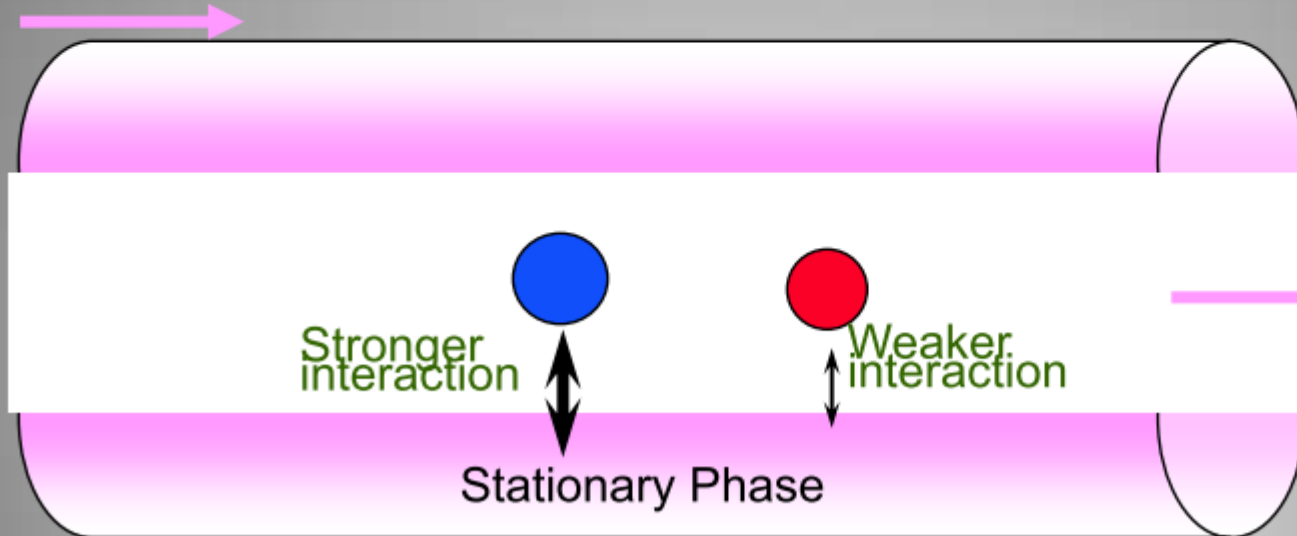 Stronger
interaction
Weaker
interaction
Stationary Phase